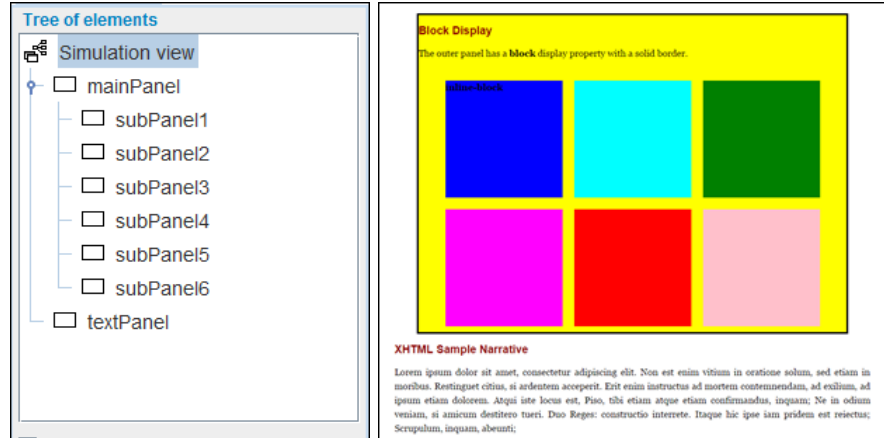 Tree of elements
Simulation view
mainPanel
subPanel1
subPanel2
subPanel3
subPanel4
subPanel5
subPanel6
textPanel
Block Display
The outer panel has a block display property with a solid border.
inline-block
XHTML Sample Narrative
Lorem ipsum dolor sit amet, consectetur adipiscing elit. Non est enim vitium in oratione solum, sed etiam in
moribus. Restinguet citius, si ardentem acceperit. Erit enim instructus ad mortem contemnendam, ad exilium, ad
ipsum etiam dolorem. Atqui iste locus est, Piso, tibi etiam atque etiam confirmandus, inquam; Ne in odium
veniam, si amicum destitero tueri. Duo Reges: constructio interrete. Itaque hic ipse iam pridem est reiectus;
Scrupulum, inquam, abeunti;